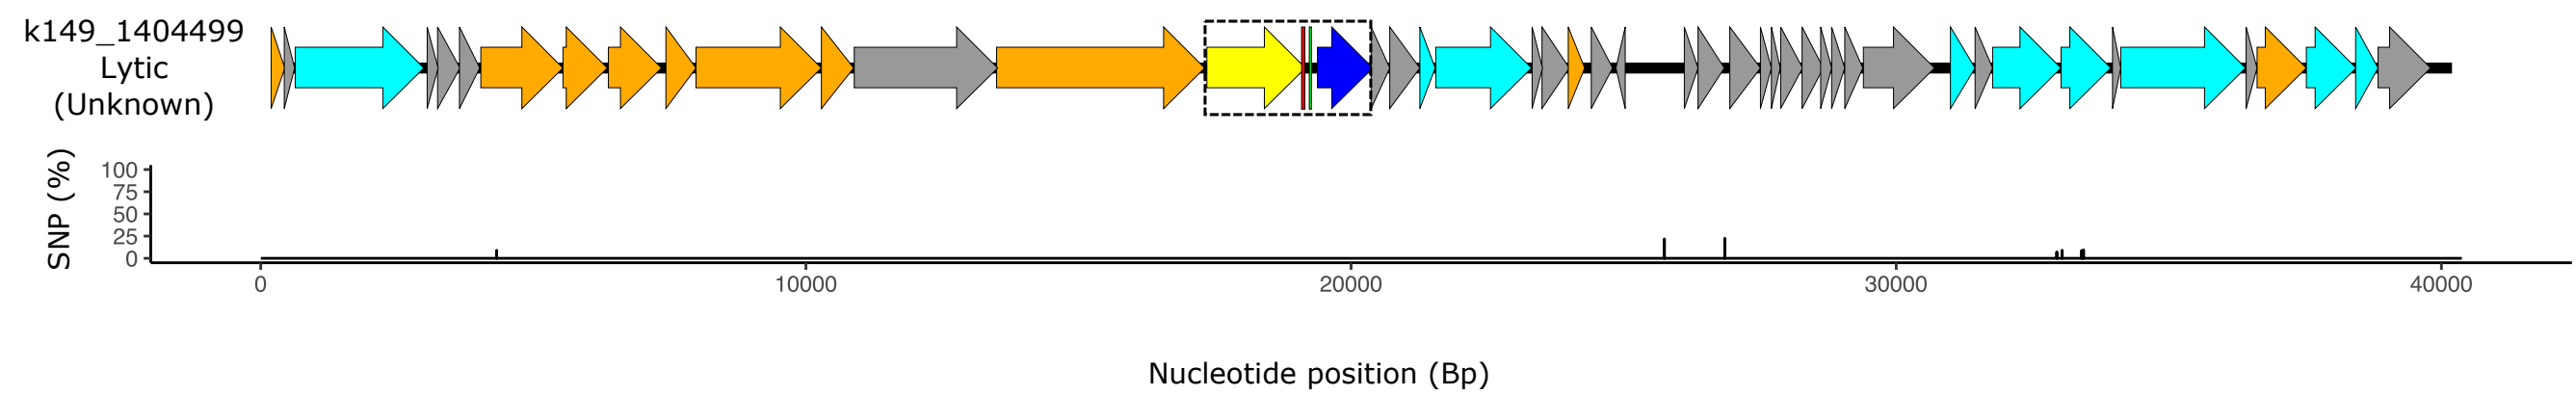 k149_1404499
Lytic
(Unknown)
SNP (%)
100
75
50
25
0
0 10000 20000 30000 40000
Nucleotide position (Bp)